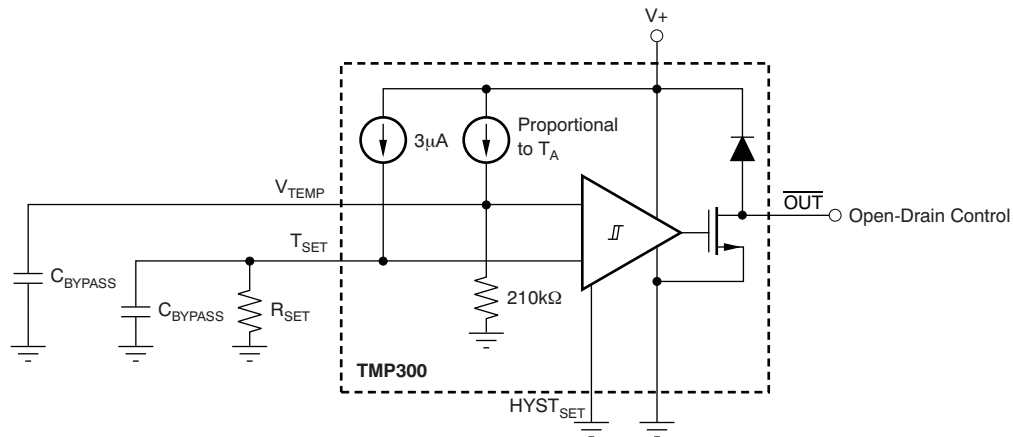 V+
3μA
Proportional
to T_A
V_TEMP
OUT
Open-Drain Control
T_SET
C_BYPASS
C_BYPASS
R_SET
210kΩ
TMP300
HYST_SET